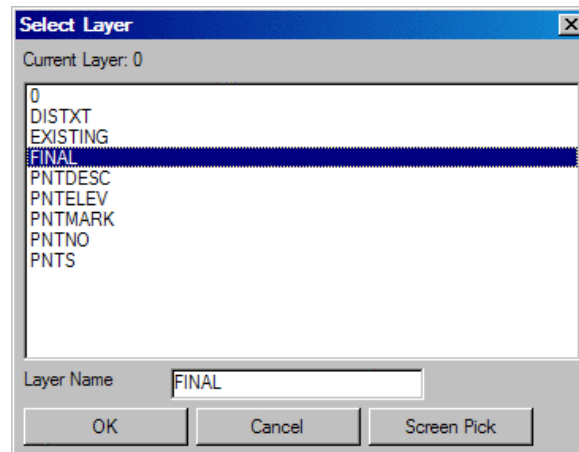 Select Layer
Current Layer: 0
0
DISTXT
EXISTING
FINAL
PNTDESC
PNTELEV
PNTMARK
PNTNO
PNTS
Layer Name FINAL
OK Cancel Screen Pick